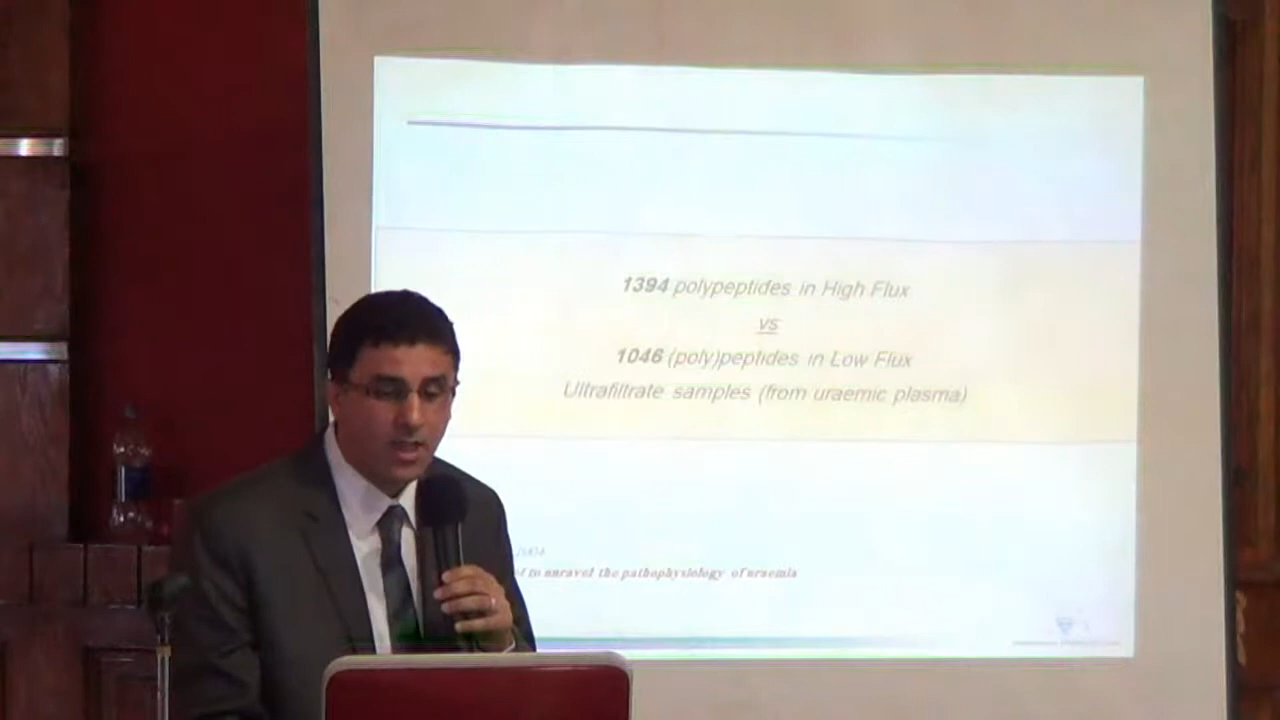 1394 polypeptides in High Flux
vs
1046 (poly)peptides in Low Flux
Ultrafiltrate samples (from uraemic plasma)
to unravel the pathophysiology of uraemia